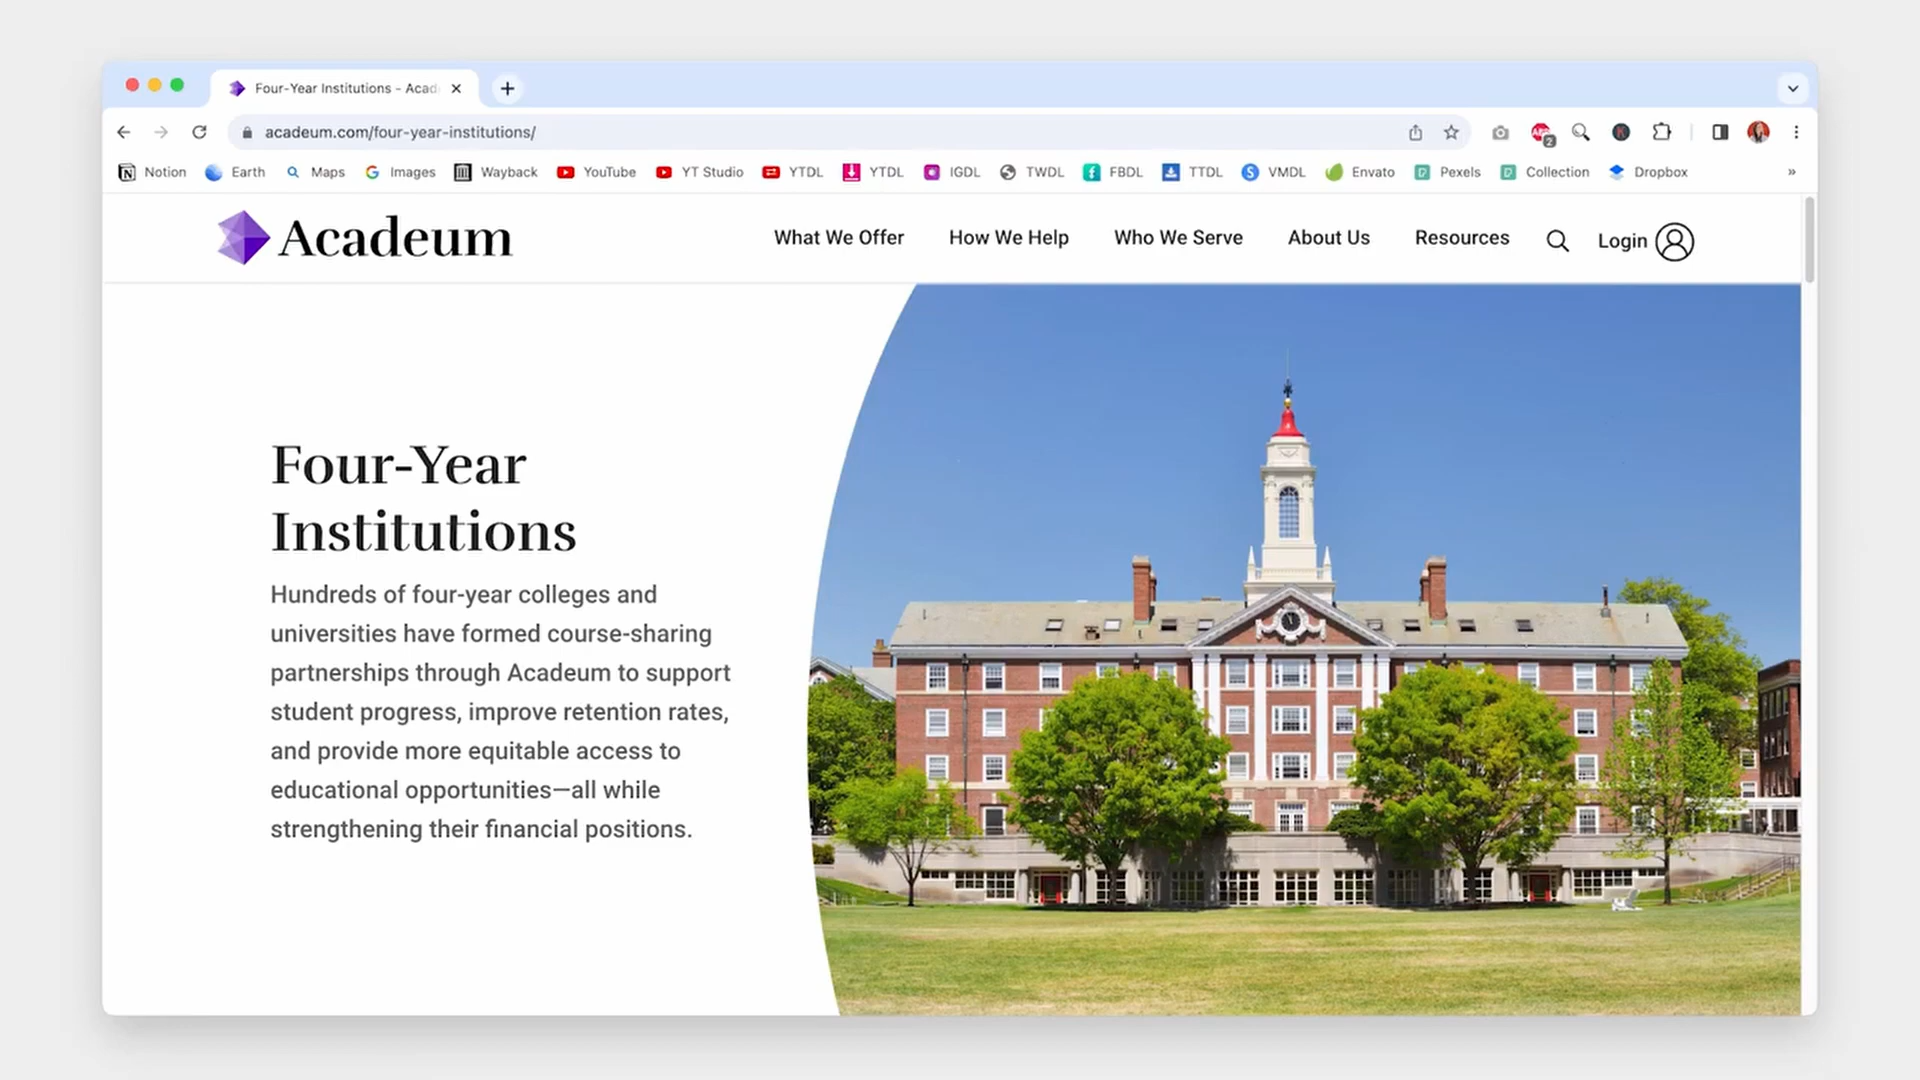 Four-Year Institutions - Acad
acadeum.com/four-year-institutions/
2
Notion Earth Maps Images Wayback YouTube YT Studio YTDL YTDL IGDL TWDL FBDL TTDL VMDL Envato Pexels Collection Dropbox »
Acadeum What We Offer How We Help Who We Serve About Us Resources Login
Four-Year
Institutions
Hundreds of four-year colleges and
universities have formed course-sharing
partnerships through Acadeum to support
student progress, improve retention rates,
and provide more equitable access to
educational opportunities—all while
strengthening their financial positions.